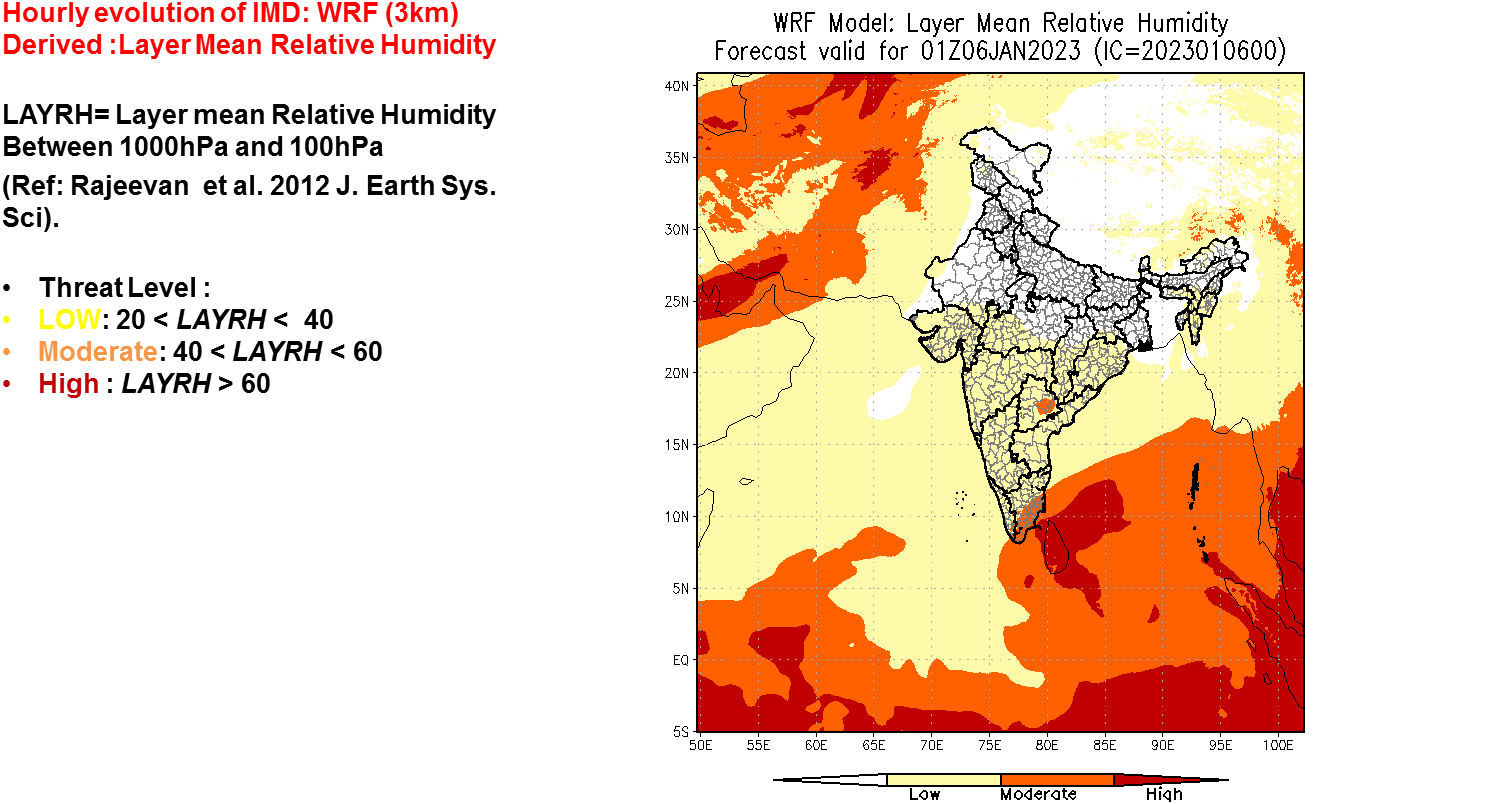 Hourly evolution of IMD: WRF (3km)
Derived :Layer Mean Relative Humidity
LAYRH= Layer mean Relative Humidity
Between 1000hPa and 100hPa
(Ref: Rajeevan et al. 2012 J. Earth Sys.
Sci).
• Threat Level :
• LOW: 20 < LAYRH < 40
• Moderate: 40 < LAYRH < 60
• High : LAYRH > 60
WRF Model: Layer Mean Relative Humidity
Forecast valid for 01Z06JAN2023 (IC=2023010600)
40N
35N
30N
25N
20N
15N
10N
5N
EQ
5S
50E 55E 60E 65E 70E 75E 80E 85E 90E 95E 100E
Low Moderate High